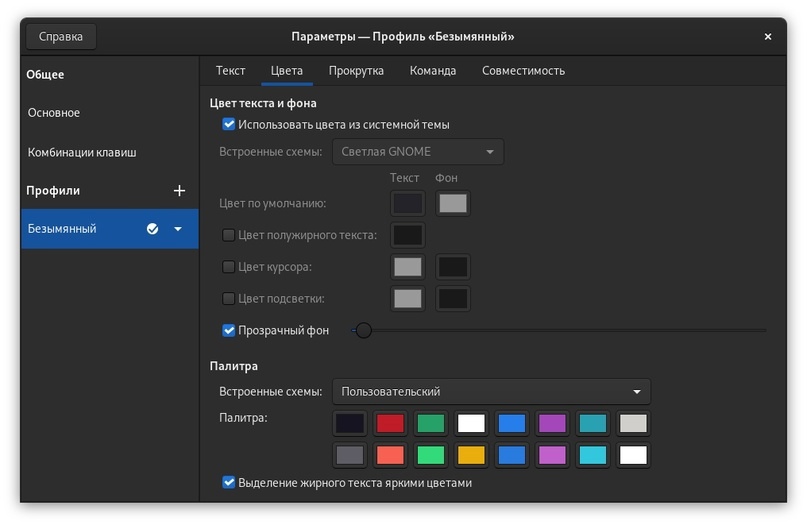 Справка
Параметры — Профиль «Безымянный»
Общее
Основное
Комбинации клавиш
Профили
Безымянный
Текст Цвета Прокрутка Команда Совместимость
Цвет текста и фона
Использовать цвета из системной темы
Встроенные схемы: Светлая GNOME
Текст Фон
Цвет по умолчанию:
Цвет полужирного текста:
Цвет курсора:
Цвет подсветки:
Прозрачный фон
Палитра
Встроенные схемы: Пользовательский
Палитра:
Выделение жирного текста яркими цветами